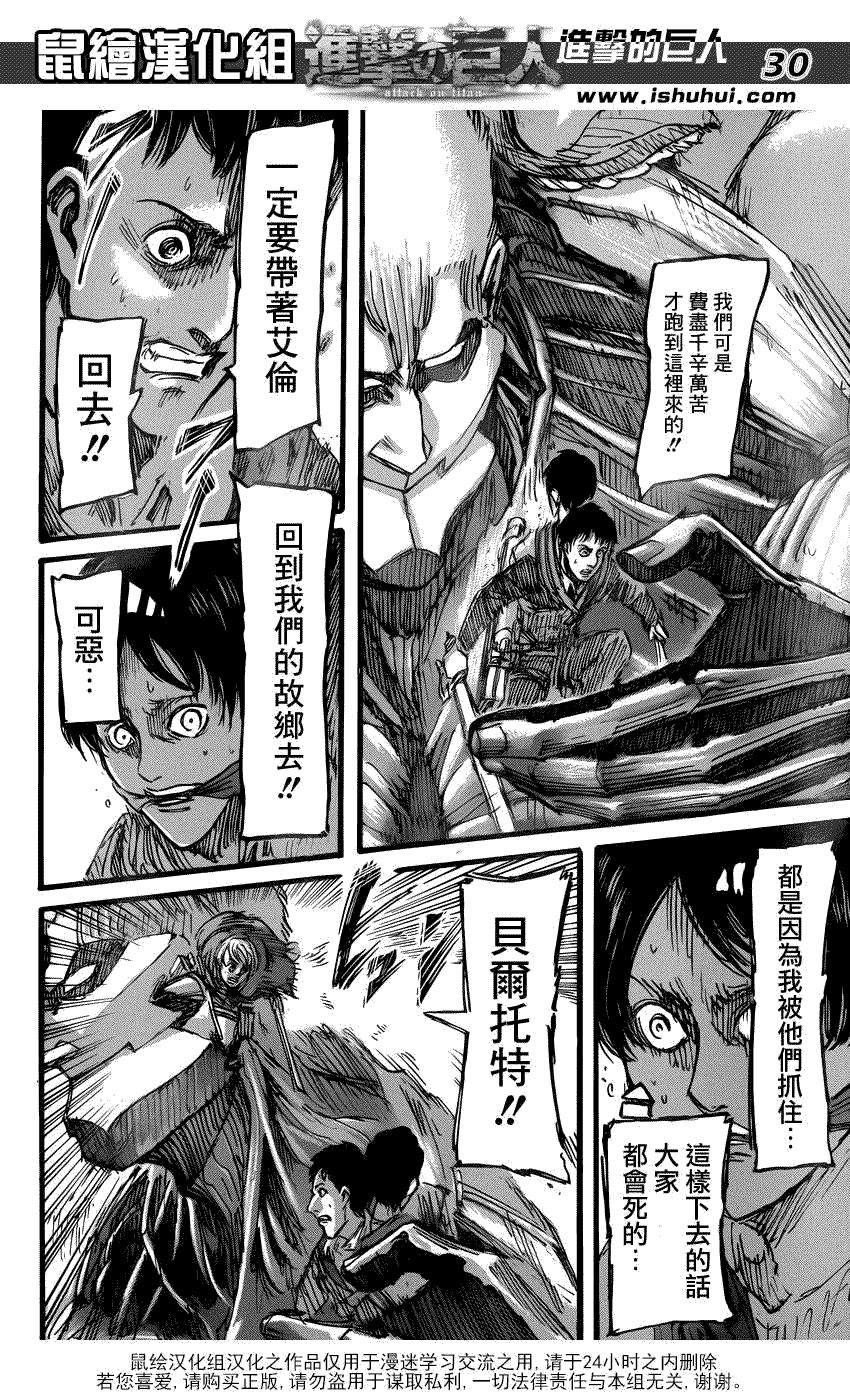 鼠繪漢化組
進撃の巨人
attack on titan
進擊的巨人
30
www.ishuhui.com
我們可是
費盡千辛萬苦
才跑到這裡來的!!
一定要帶著艾倫
回去!!
回到我們的故鄉去!!
可惡…
都是因為我被他們抓住…
這樣下去的話
大家
都會死的…
貝爾托特!!
鼠绘汉化组汉化之作品仅用于漫迷学习交流之用,请于24小时之内删除
若您喜爱,请购买正版,请勿盗用于谋取私利,一切法律责任与本组无关,谢谢。